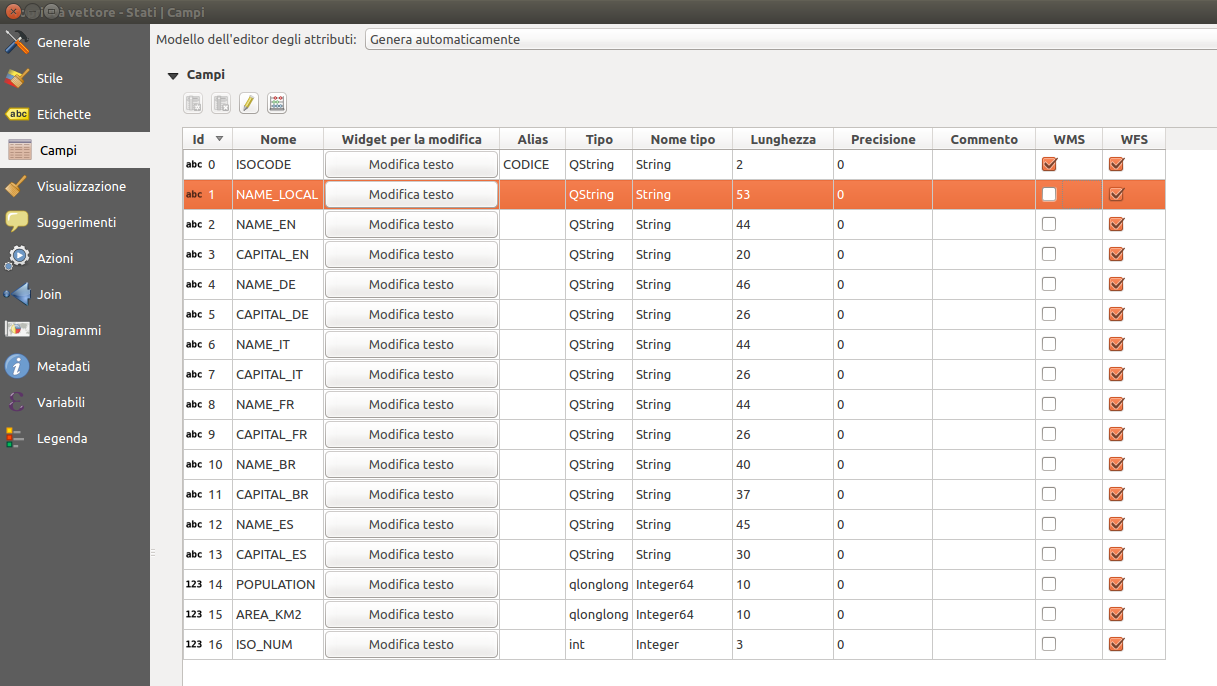 à vettore - Stati | Campi
Generale
Stile
abc Etichette
Campi
Visualizzazione
Suggerimenti
Azioni
Join
Diagrammi
Metadati
Variabili
Legenda
Modello dell'editor degli attributi: Genera automaticamente
Campi
Id Nome Widget per la modifica Alias Tipo Nome tipo Lunghezza Precisione Commento WMS WFS
abc 0 ISOCODE Modifica testo CODICE QString String 2 0
abc 1 NAME_LOCAL Modifica testo QString String 53 0
abc 2 NAME_EN Modifica testo QString String 44 0
abc 3 CAPITAL_EN Modifica testo QString String 20 0
abc 4 NAME_DE Modifica testo QString String 46 0
abc 5 CAPITAL_DE Modifica testo QString String 26 0
abc 6 NAME_IT Modifica testo QString String 44 0
abc 7 CAPITAL_IT Modifica testo QString String 26 0
abc 8 NAME_FR Modifica testo QString String 44 0
abc 9 CAPITAL_FR Modifica testo QString String 26 0
abc 10 NAME_BR Modifica testo QString String 40 0
abc 11 CAPITAL_BR Modifica testo QString String 37 0
abc 12 NAME_ES Modifica testo QString String 45 0
abc 13 CAPITAL_ES Modifica testo QString String 30 0
123 14 POPULATION Modifica testo qlonglong Integer64 10 0
123 15 AREA_KM2 Modifica testo qlonglong Integer64 10 0
123 16 ISO_NUM Modifica testo int Integer 3 0